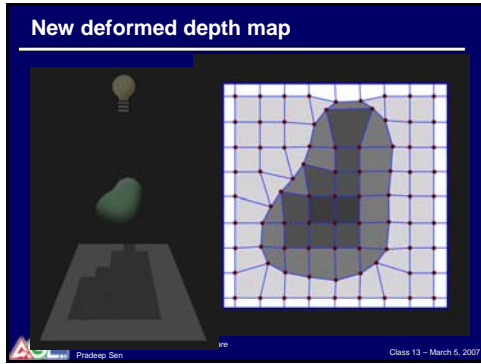 New deformed depth map
Pradeep Sen
Class 13 – March 5, 2007